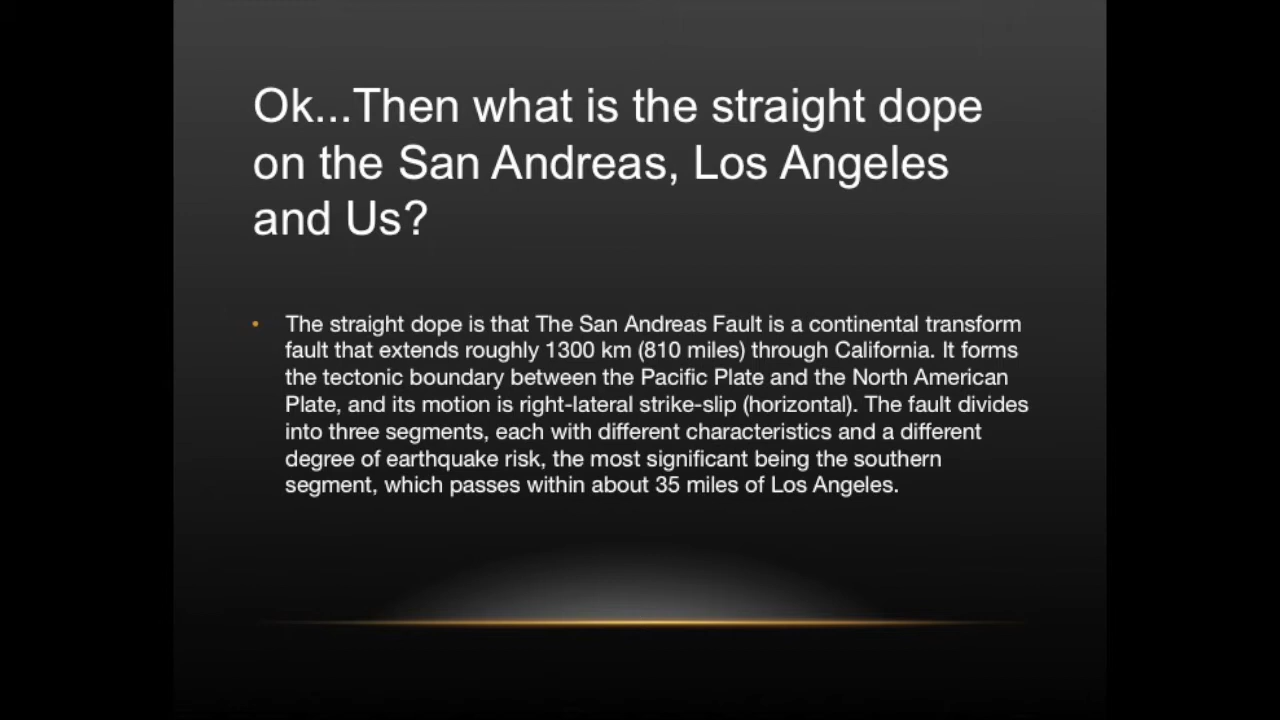 Ok...Then what is the straight dope
on the San Andreas, Los Angeles
and Us?
• The straight dope is that The San Andreas Fault is a continental transform
fault that extends roughly 1300 km (810 miles) through California. It forms
the tectonic boundary between the Pacific Plate and the North American
Plate, and its motion is right-lateral strike-slip (horizontal). The fault divides
into three segments, each with different characteristics and a different
degree of earthquake risk, the most significant being the southern
segment, which passes within about 35 miles of Los Angeles.